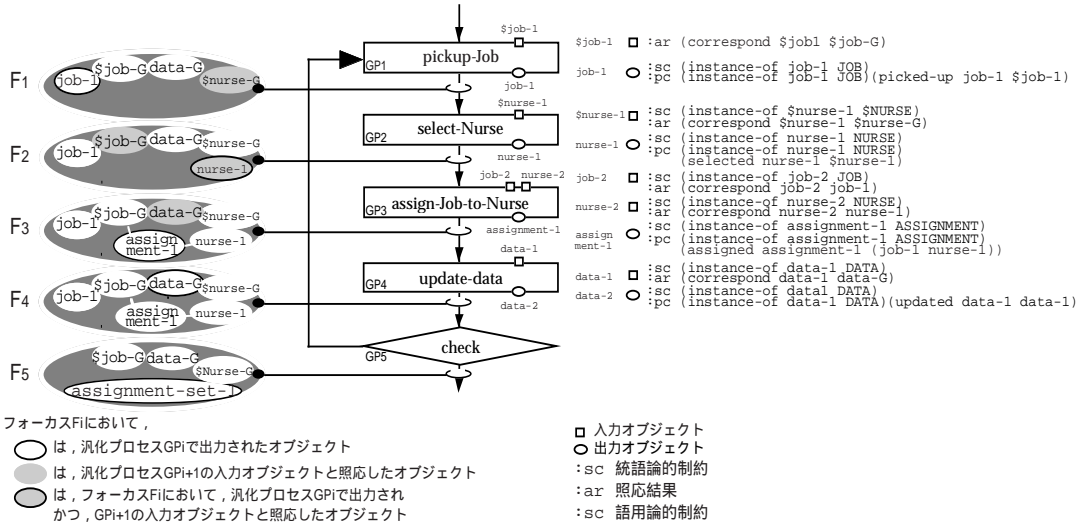 $job-1
pickup-Job
GP1
job-1
$nurse-1
select-Nurse
GP2
nurse-1
job-2 nurse-2
assign-Job-to-Nurse
GP3
assignment-1
data-1
update-data
GP4
data-2
check
GP5
F1
job-1 $job-G data-G $nurse-G
F2
job-1 $job-G data-G $nurse-G
nurse-1
F3
job-1 $job-G data-G $nurse-G
assign
ment-1
nurse-1
F4
job-1 $job-G data-G $nurse-G
assign
ment-1
nurse-1
F5
$job-G data-G
$Nurse-G
assignment-set-1
$job-1 :ar (correspond $job1 $job-G)
job-1 :sc (instance-of job-1 JOB)
:pc (instance-of job-1 JOB)(picked-up job-1 $job-1)
$nurse-1 :sc (instance-of $nurse-1 $NURSE)
:ar (correspond $nurse-1 $nurse-G)
nurse-1 :sc (instance-of nurse-1 NURSE)
:pc (instance-of nurse-1 NURSE)
(selected nurse-1 $nurse-1)
job-2 :sc (instance-of job-2 JOB)
:ar (correspond job-2 job-1)
nurse-2 :sc (instance-of nurse-2 NURSE)
:ar (correspond nurse-2 nurse-1)
assign
ment-1
:sc (instance-of assignment-1 ASSIGNMENT)
:pc (instance-of assignment-1 ASSIGNMENT)
(assigned assignment-1 (job-1 nurse-1))
data-1 :sc (instance-of data-1 DATA)
:ar (correspond data-1 data-G)
data-2 :sc (instance-of data1 DATA)
:pc (instance-of data-1 DATA)(updated data-1 data-1)
フォーカスFiにおいて，
は，汎化プロセスGPiで出力されたオブジェクト
は，汎化プロセスGPi+1の入力オブジェクトと照応したオブジェクト
は，フォーカスFiにおいて，汎化プロセスGPiで出力され
かつ，GPi+1の入力オブジェクトと照応したオブジェクト
入力オブジェクト
出力オブジェクト
:sc 統語論的制約
:ar 照応結果
:sc 語用論的制約